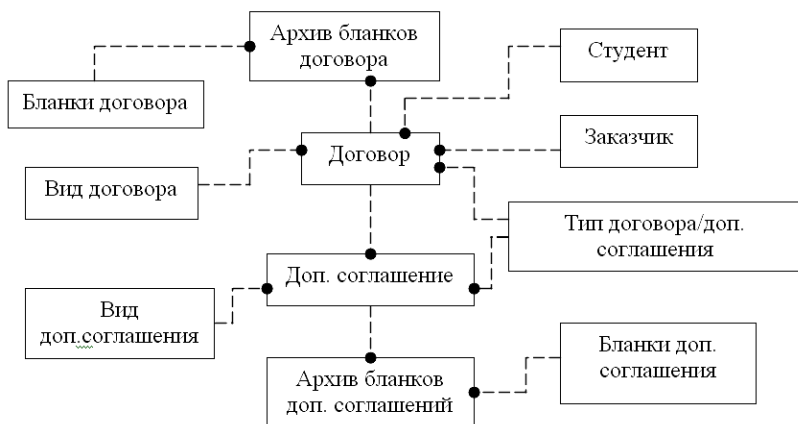 Архив бланков
договора
Студент
Бланки договора
Заказчик
Договор
Вид договора
Тип договора/доп.
соглашения
Доп. соглашение
Вид
доп.соглашения
Бланки доп.
соглашения
Архив бланков
доп. соглашений